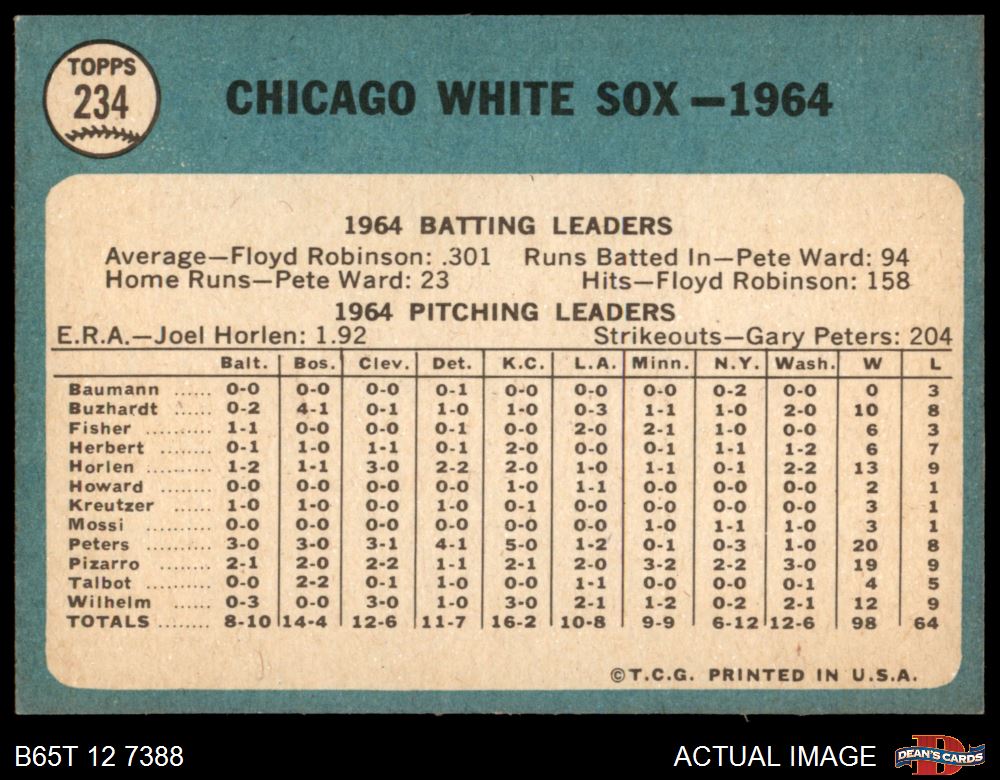 TOPPS
234
CHICAGO WHITE SOX—1964
1964 BATTING LEADERS
Average—Floyd Robinson: .301 Runs Batted In—Pete Ward: 94
Home Runs—Pete Ward: 23 Hits—Floyd Robinson: 158
1964 PITCHING LEADERS
E.R.A.—Joel Horlen: 1.92 Strikeouts—Gary Peters: 204
Balt. Bos. Clev. Det. K.C. L.A. Minn. N.Y. Wash. W L
Baumann ...... 0-0 0-0 0-0 0-1 0-0 0-0 0-0 0-2 0-0 0 3
Buzhardt ...... 0-2 4-1 0-1 1-0 1-0 0-3 1-1 1-0 2-0 10 8
Fisher .......... 1-1 0-0 0-0 0-1 0-0 2-0 2-1 1-0 0-0 6 3
Herbert ........ 0-1 1-0 1-1 0-1 2-0 0-0 0-1 1-1 1-2 6 7
Horlen ......... 1-2 1-1 3-0 2-2 2-0 1-0 1-1 0-1 2-2 13 9
Howard ........ 0-0 0-0 0-0 0-0 1-0 1-1 0-0 0-0 0-0 2 1
Kreutzer ...... 1-0 1-0 0-0 1-0 0-1 0-0 0-0 0-0 0-0 3 1
Mossi .......... 0-0 0-0 0-0 0-0 0-0 0-0 1-0 1-1 1-0 3 1
Peters ......... 3-0 3-0 3-1 4-1 5-0 1-2 0-1 0-3 1-0 20 8
Pizarro ........ 2-1 2-0 2-2 1-1 2-1 2-0 3-2 2-2 3-0 19 9
Talbot ......... 0-0 2-2 0-1 1-0 0-0 1-1 0-0 0-0 0-1 4 5
Wilhelm ...... 0-3 0-0 3-0 1-0 3-0 2-1 1-2 0-2 2-1 12 9
TOTALS ........ 8-10 14-4 12-6 11-7 16-2 10-8 9-9 6-12 12-6 98 64
©T.C.G. PRINTED IN U.S.A.
B65T 12 7388 ACTUAL IMAGE DEAN'S CARDS